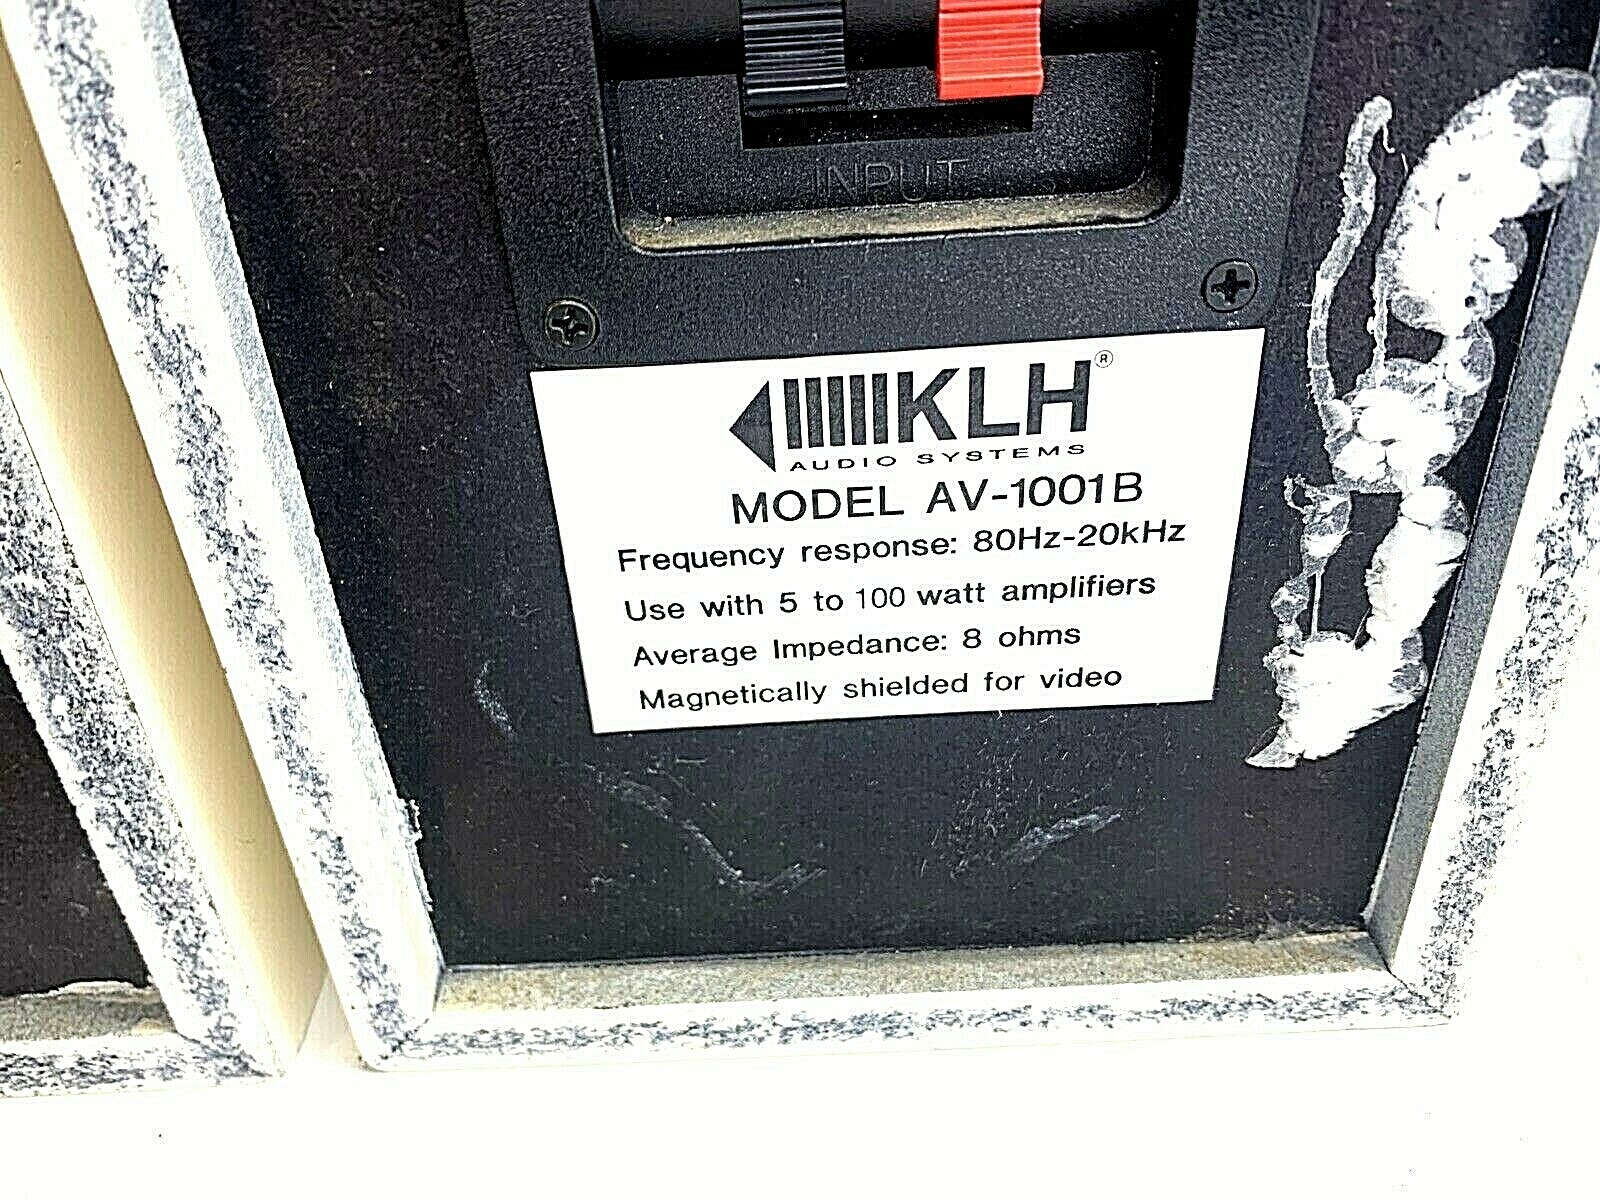 INPUT
KLH®
AUDIO SYSTEMS
MODEL AV-1001B
Frequency response: 80Hz-20kHz
Use with 5 to 100 watt amplifiers
Average Impedance: 8 ohms
Magnetically shielded for video